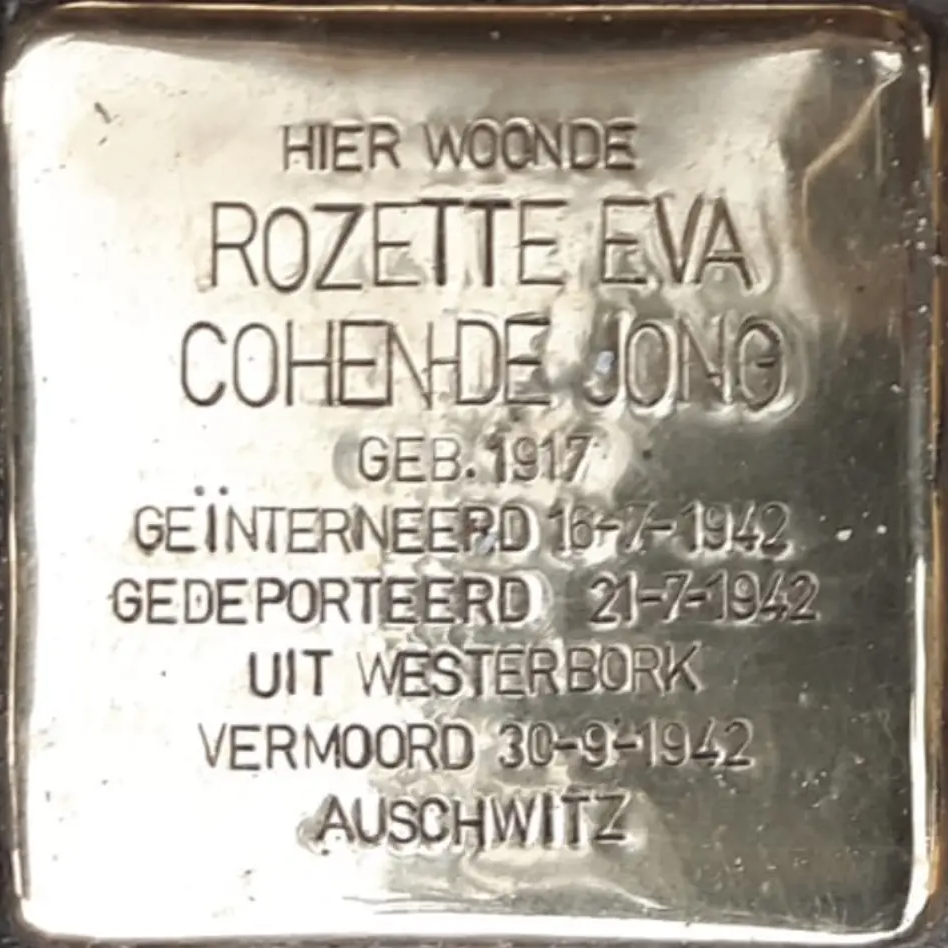 HIER WOONDE
ROZETTE EVA
COHEN-DE JONG
GEB. 1917
GEÏNTERNEERD 16-7-1942
GEDEPORTEERD 21-7-1942
UIT WESTERBORK
VERMOORD 30-9-1942
AUSCHWITZ